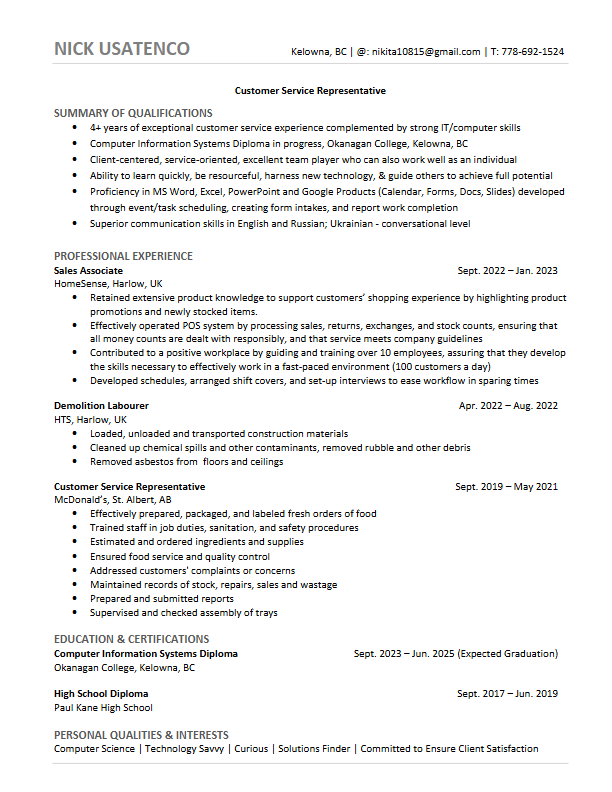 NICK USATENCO
Kelowna, BC | @: nikita10815@gmail.com | T: 778-692-1524
Customer Service Representative
SUMMARY OF QUALIFICATIONS
• 4+ years of exceptional customer service experience complemented by strong IT/computer skills
• Computer Information Systems Diploma in progress, Okanagan College, Kelowna, BC
• Client-centered, service-oriented, excellent team player who can also work well as an individual
• Ability to learn quickly, be resourceful, harness new technology, & guide others to achieve full potential
• Proficiency in MS Word, Excel, PowerPoint and Google Products (Calendar, Forms, Docs, Slides) developed
through event/task scheduling, creating form intakes, and report work completion
• Superior communication skills in English and Russian; Ukrainian - conversational level
PROFESSIONAL EXPERIENCE
Sales Associate Sept. 2022 – Jan. 2023
HomeSense, Harlow, UK
• Retained extensive product knowledge to support customers' shopping experience by highlighting product
promotions and newly stocked items.
• Effectively operated POS system by processing sales, returns, exchanges, and stock counts, ensuring that
all money counts are dealt with responsibly, and that service meets company guidelines
• Contributed to a positive workplace by guiding and training over 10 employees, assuring that they develop
the skills necessary to effectively work in a fast-paced environment (100 customers a day)
• Developed schedules, arranged shift covers, and set-up interviews to ease workflow in sparing times
Demolition Labourer Apr. 2022 – Aug. 2022
HTS, Harlow, UK
• Loaded, unloaded and transported construction materials
• Cleaned up chemical spills and other contaminants, removed rubble and other debris
• Removed asbestos from floors and ceilings
Customer Service Representative Sept. 2019 – May 2021
McDonald's, St. Albert, AB
• Effectively prepared, packaged, and labeled fresh orders of food
• Trained staff in job duties, sanitation, and safety procedures
• Estimated and ordered ingredients and supplies
• Ensured food service and quality control
• Addressed customers' complaints or concerns
• Maintained records of stock, repairs, sales and wastage
• Prepared and submitted reports
• Supervised and checked assembly of trays
EDUCATION & CERTIFICATIONS
Computer Information Systems Diploma Sept. 2023 – Jun. 2025 (Expected Graduation)
Okanagan College, Kelowna, BC
High School Diploma Sept. 2017 – Jun. 2019
Paul Kane High School
PERSONAL QUALITIES & INTERESTS
Computer Science | Technology Savvy | Curious | Solutions Finder | Committed to Ensure Client Satisfaction